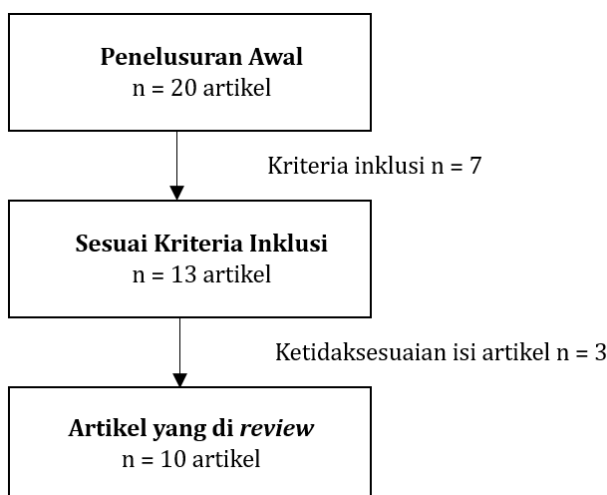 Penelusuran Awal
n = 20 artikel
Kriteria inklusi n = 7
Sesuai Kriteria Inklusi
n = 13 artikel
Ketidaksesuaian isi artikel n = 3
Artikel yang di review
n = 10 artikel